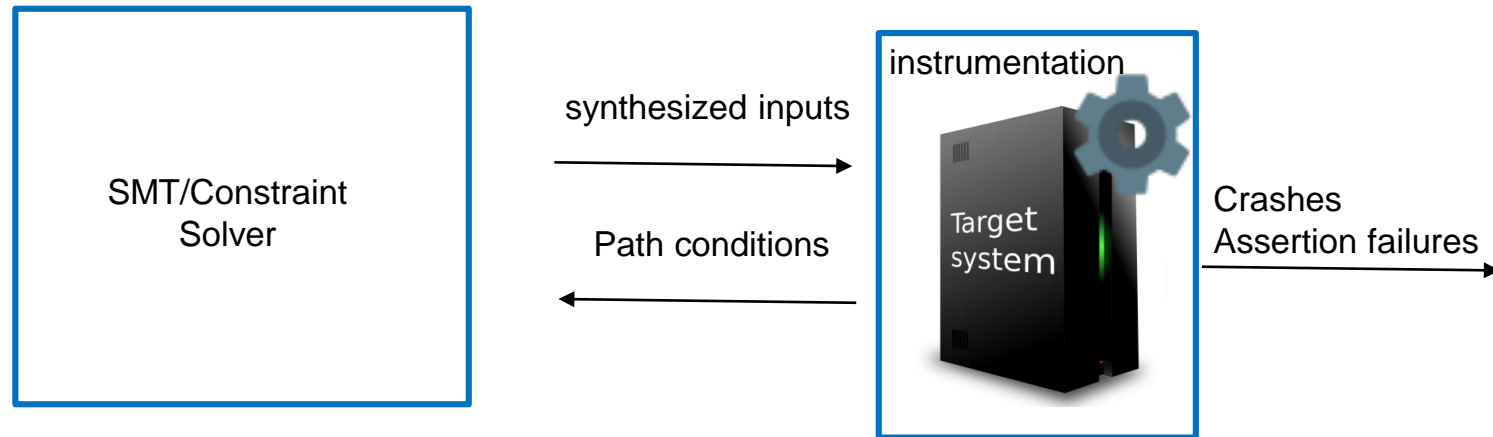 instrumentation
synthesized inputs
SMT/Constraint
Solver
Path conditions
Target
system
Crashes
Assertion failures